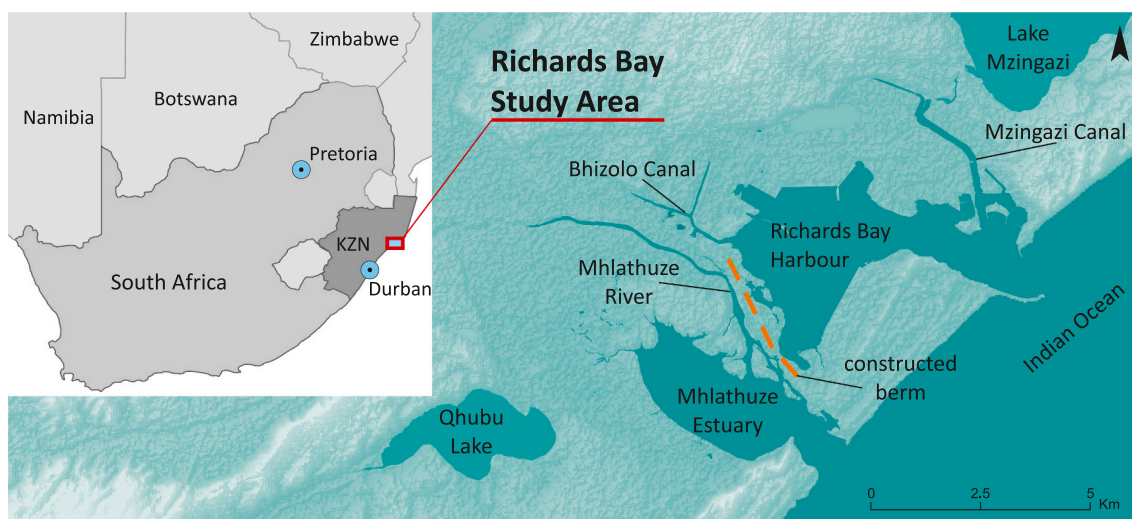 Zimbabwe
Namibia
Botswana
Pretoria
KZN
South Africa
Durban
Richards Bay
Study Area
Lake
Mzingazi
Mzingazi Canal
Bhizolo Canal
Richards Bay
Harbour
Mhlathuze
River
Indian Ocean
constructed
berm
Mhlathuze
Estuary
Qhubu
Lake
0 2.5 5
Km